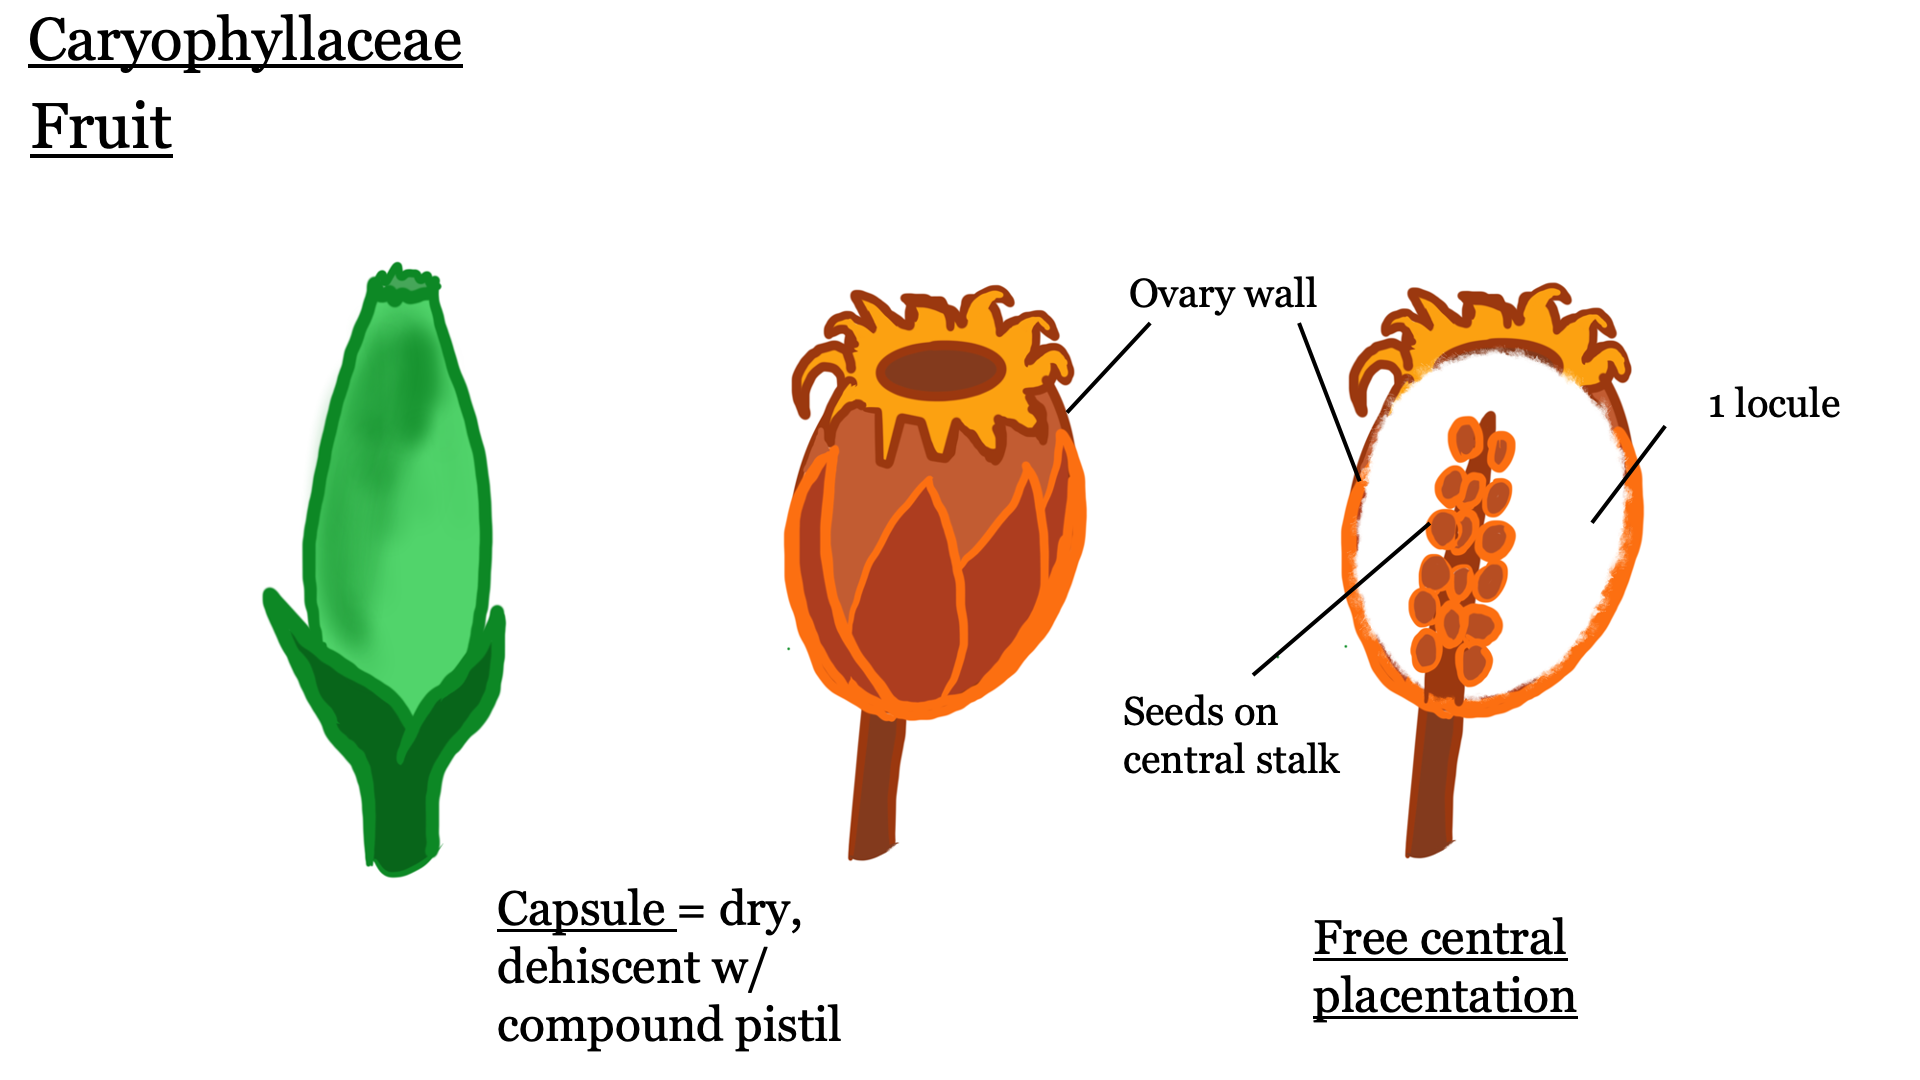 Caryophyllaceae
Fruit
Ovary wall
1 locule
Seeds on
central stalk
Capsule = dry,
dehiscent w/
compound pistil
Free central
placentation